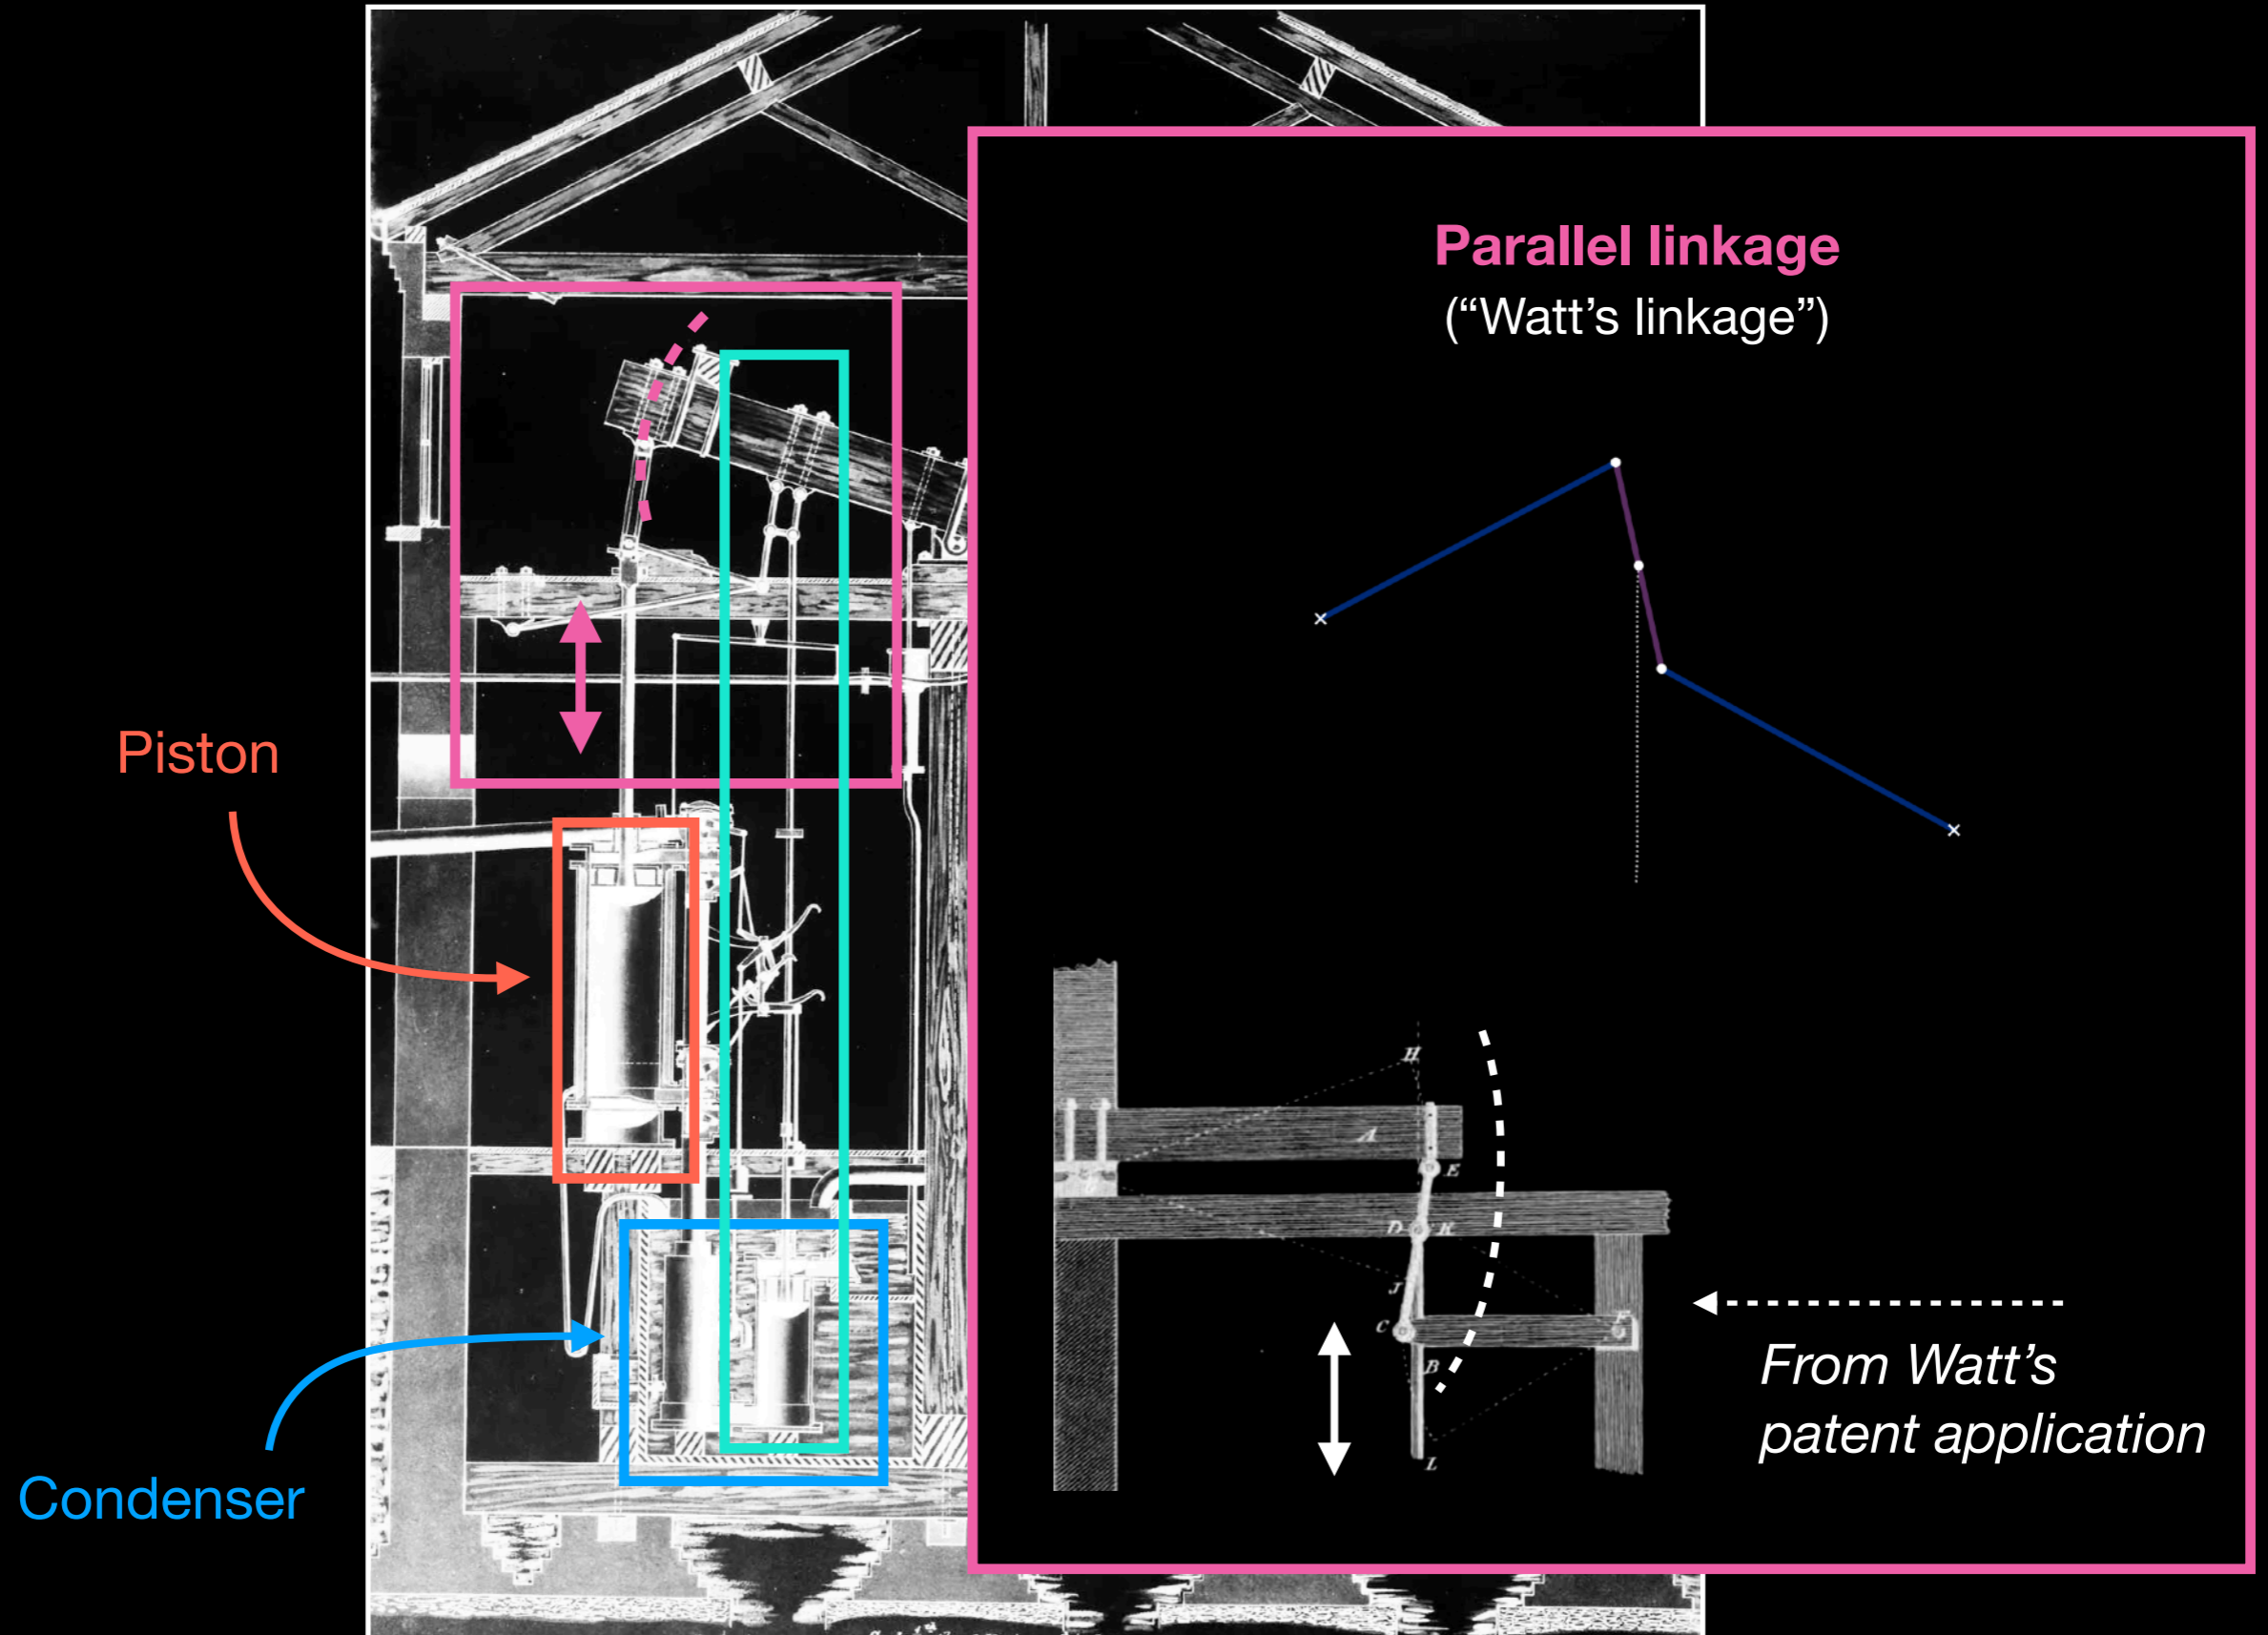 Parallel linkage
(“Watt’s linkage”)
Piston
Condenser
H
A
E
D
K
J
C
F
B
L
From Watt’s
patent application